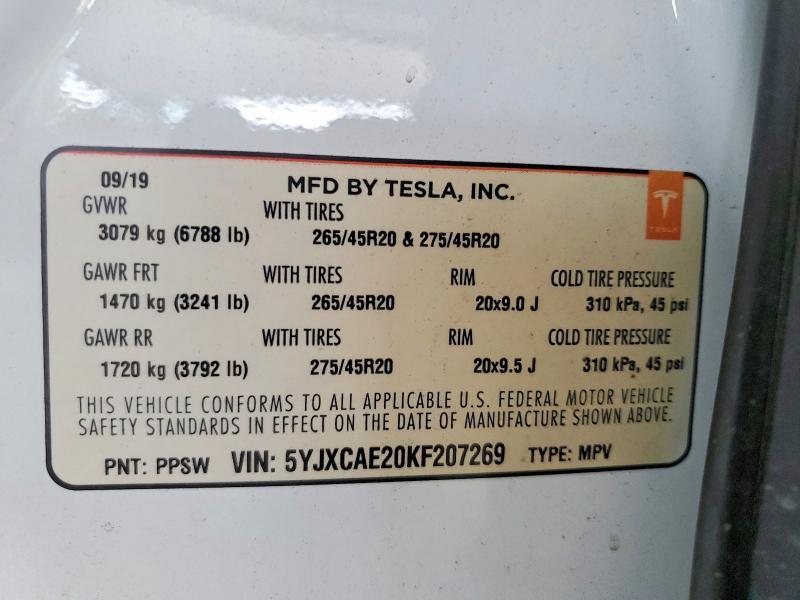 09/19 MFD BY TESLA, INC.
GVWR WITH TIRES
3079 kg (6788 lb) 265/45R20 & 275/45R20
TESLA
GAWR FRT WITH TIRES RIM COLD TIRE PRESSURE
1470 kg (3241 lb) 265/45R20 20x9.0 J 310 kPa, 45 psi
GAWR RR WITH TIRES RIM COLD TIRE PRESSURE
1720 kg (3792 lb) 275/45R20 20x9.5 J 310 kPa, 45 psi
THIS VEHICLE CONFORMS TO ALL APPLICABLE U.S. FEDERAL MOTOR VEHICLE
SAFETY STANDARDS IN EFFECT ON THE DATE OF MANUFACTURE SHOWN ABOVE.
PNT: PPSW VIN: 5YJXCAE20KF207269 TYPE: MPV